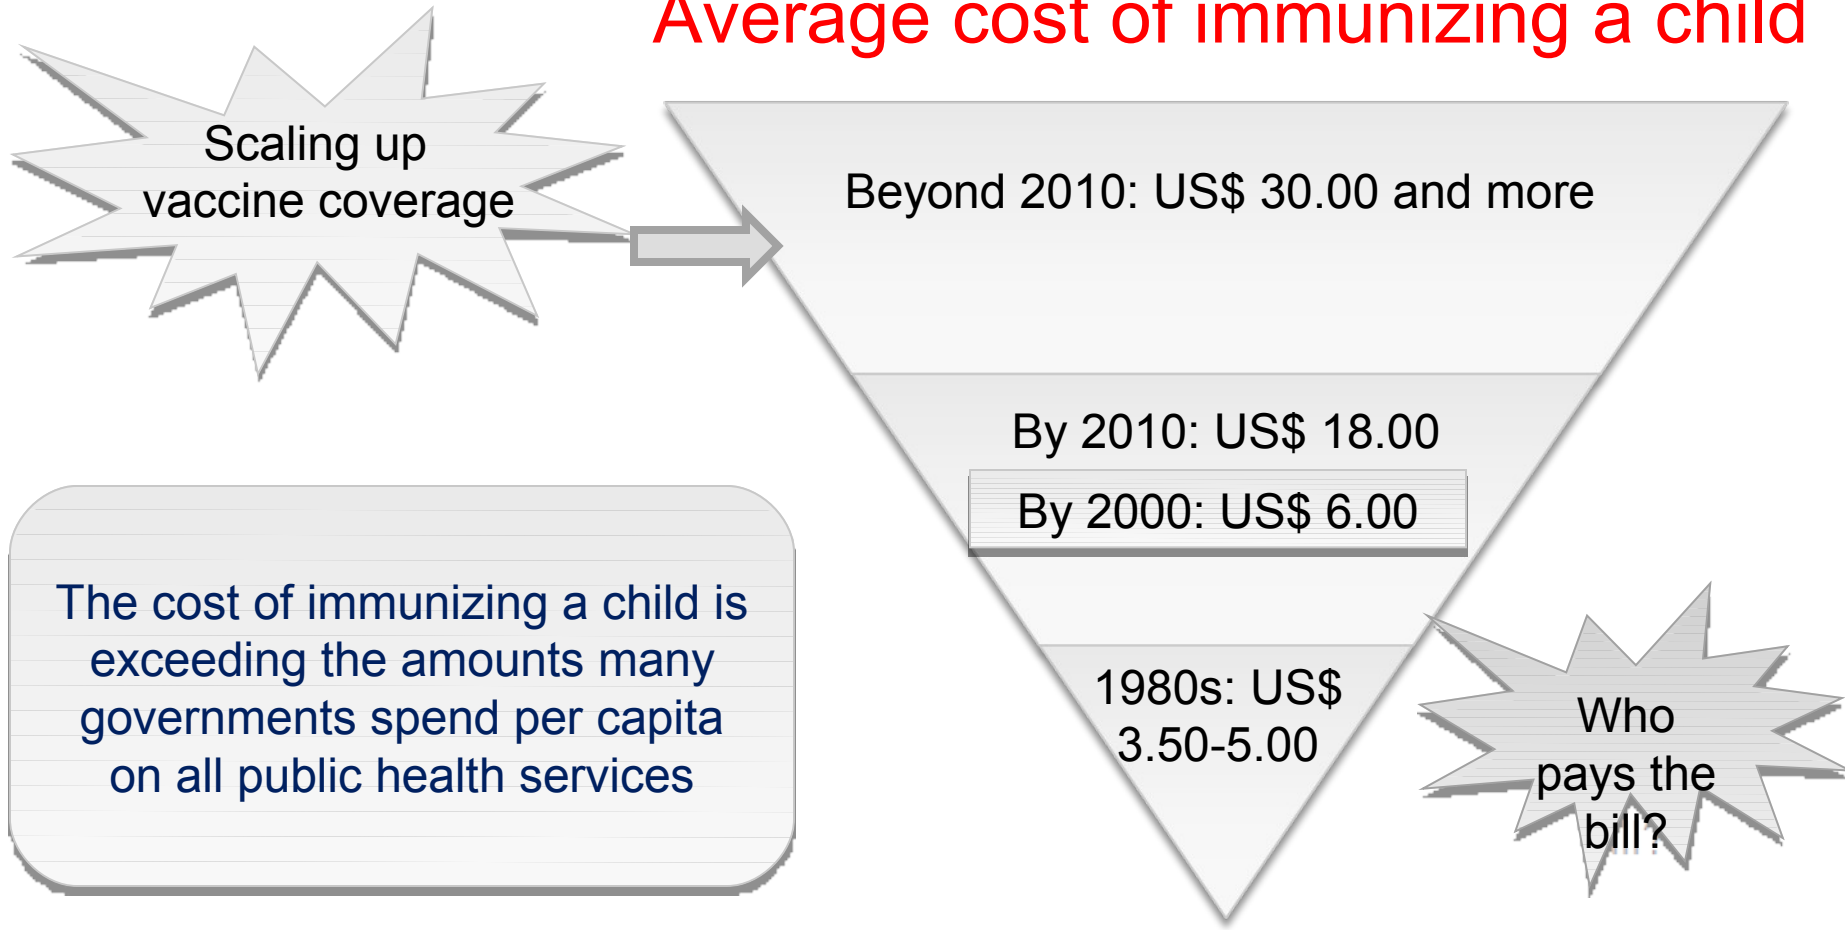 Average cost of immunizing a child
Scaling up
vaccine coverage
Beyond 2010: US$ 30.00 and more
By 2010: US$ 18.00
By 2000: US$ 6.00
The cost of immunizing a child is
exceeding the amounts many
governments spend per capita
on all public health services
1980s: US$
3.50-5.00
Who
pays the
bill?